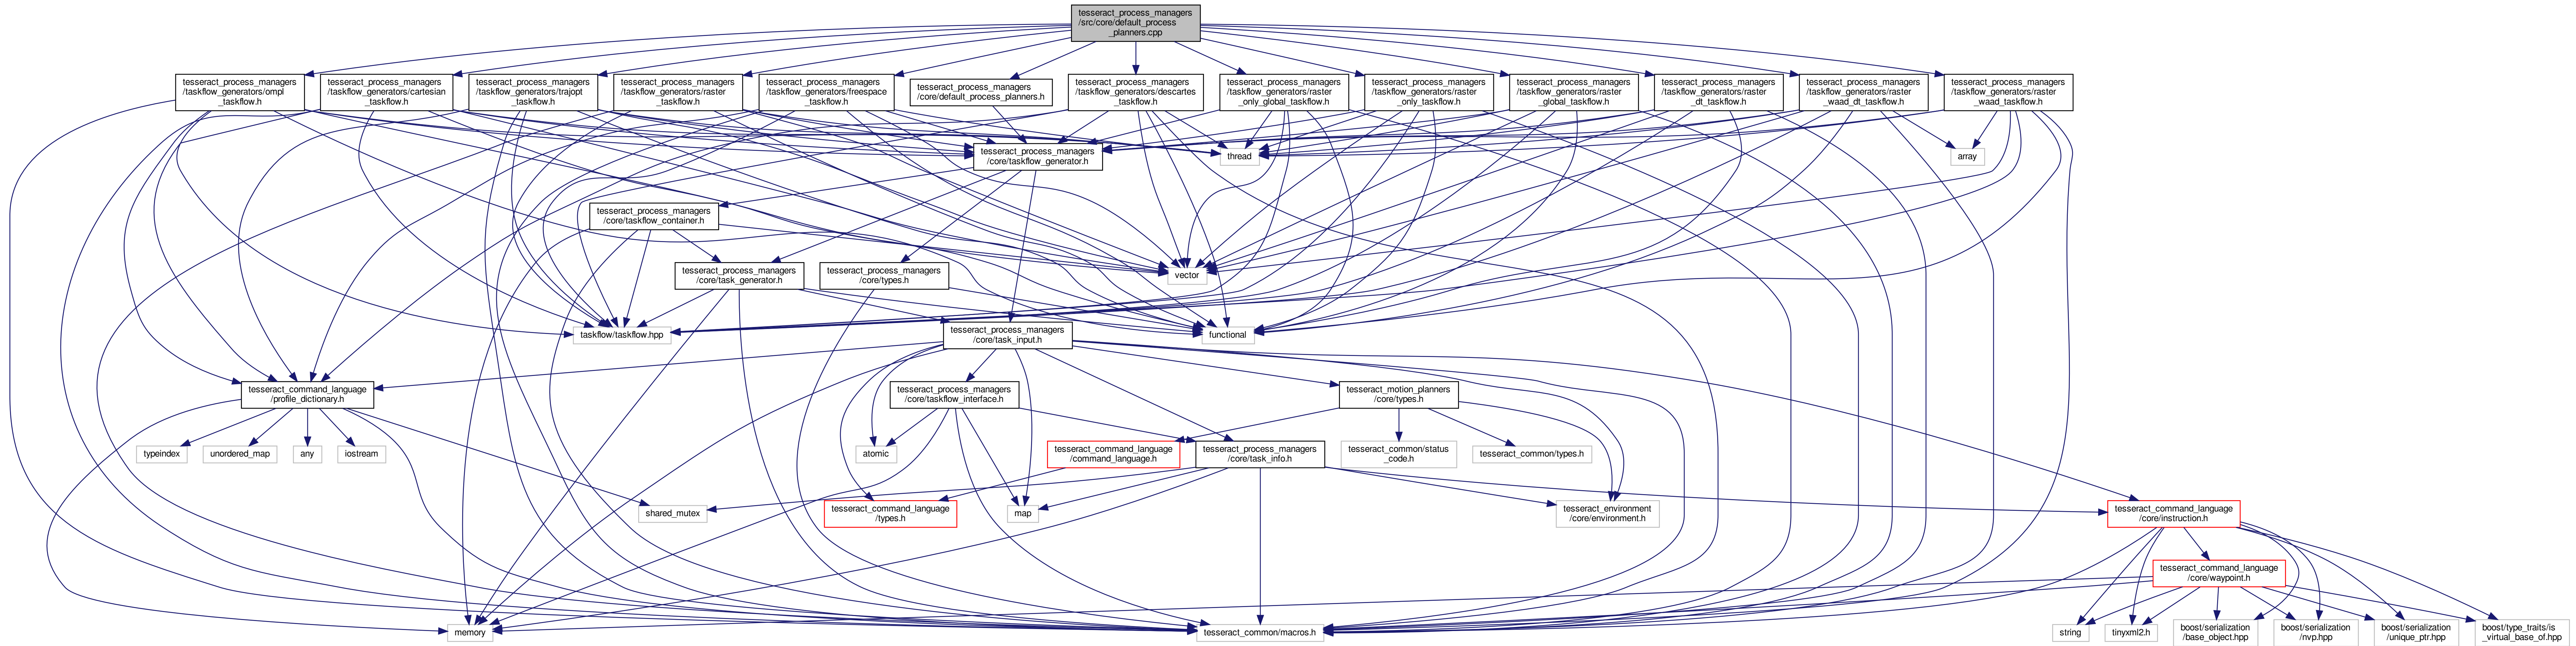 tesseract_process_managers
/src/core/default_process
_planners.cpp
tesseract_process_managers
/taskflow_generators/ompl
_taskflow.h
tesseract_process_managers
/taskflow_generators/cartesian
_taskflow.h
tesseract_process_managers
/taskflow_generators/trajopt
_taskflow.h
tesseract_process_managers
/taskflow_generators/raster
_taskflow.h
tesseract_process_managers
/taskflow_generators/freespace
_taskflow.h
tesseract_process_managers
/core/default_process_planners.h
tesseract_process_managers
/taskflow_generators/descartes
_taskflow.h
tesseract_process_managers
/taskflow_generators/raster
_only_global_taskflow.h
tesseract_process_managers
/taskflow_generators/raster
_only_taskflow.h
tesseract_process_managers
/taskflow_generators/raster
_global_taskflow.h
tesseract_process_managers
/taskflow_generators/raster
_dt_taskflow.h
tesseract_process_managers
/taskflow_generators/raster
_waad_dt_taskflow.h
tesseract_process_managers
/taskflow_generators/raster
_waad_taskflow.h
tesseract_process_managers
/core/taskflow_generator.h
thread
array
tesseract_process_managers
/core/taskflow_container.h
tesseract_process_managers
/core/task_generator.h
tesseract_process_managers
/core/types.h
vector
taskflow/taskflow.hpp
tesseract_process_managers
/core/task_input.h
functional
tesseract_command_language
/profile_dictionary.h
tesseract_process_managers
/core/taskflow_interface.h
tesseract_motion_planners
/core/types.h
typeindex
unordered_map
any
iostream
atomic
tesseract_command_language
/command_language.h
tesseract_process_managers
/core/task_info.h
tesseract_common/status
_code.h
tesseract_common/types.h
shared_mutex
tesseract_command_language
/types.h
map
tesseract_environment
/core/environment.h
tesseract_command_language
/core/instruction.h
tesseract_command_language
/core/waypoint.h
memory
tesseract_common/macros.h
string
tinyxml2.h
boost/serialization
/base_object.hpp
boost/serialization
/nvp.hpp
boost/serialization
/unique_ptr.hpp
boost/type_traits/is
_virtual_base_of.hpp